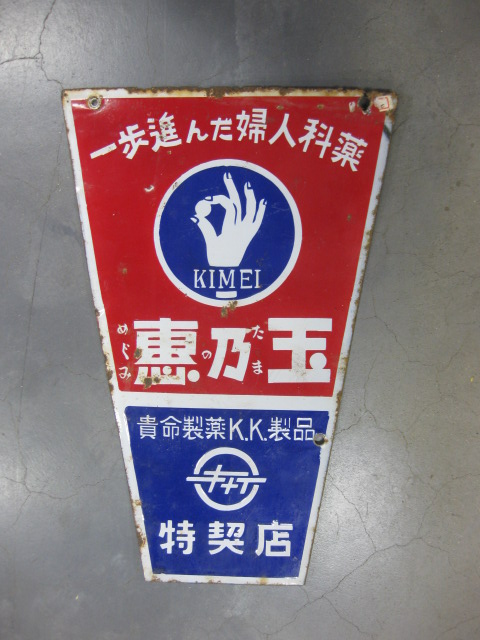 一歩進んだ婦人科薬
KIMEI
惠乃玉
めぐみ の たま
貴命製薬K.K.製品
特契店